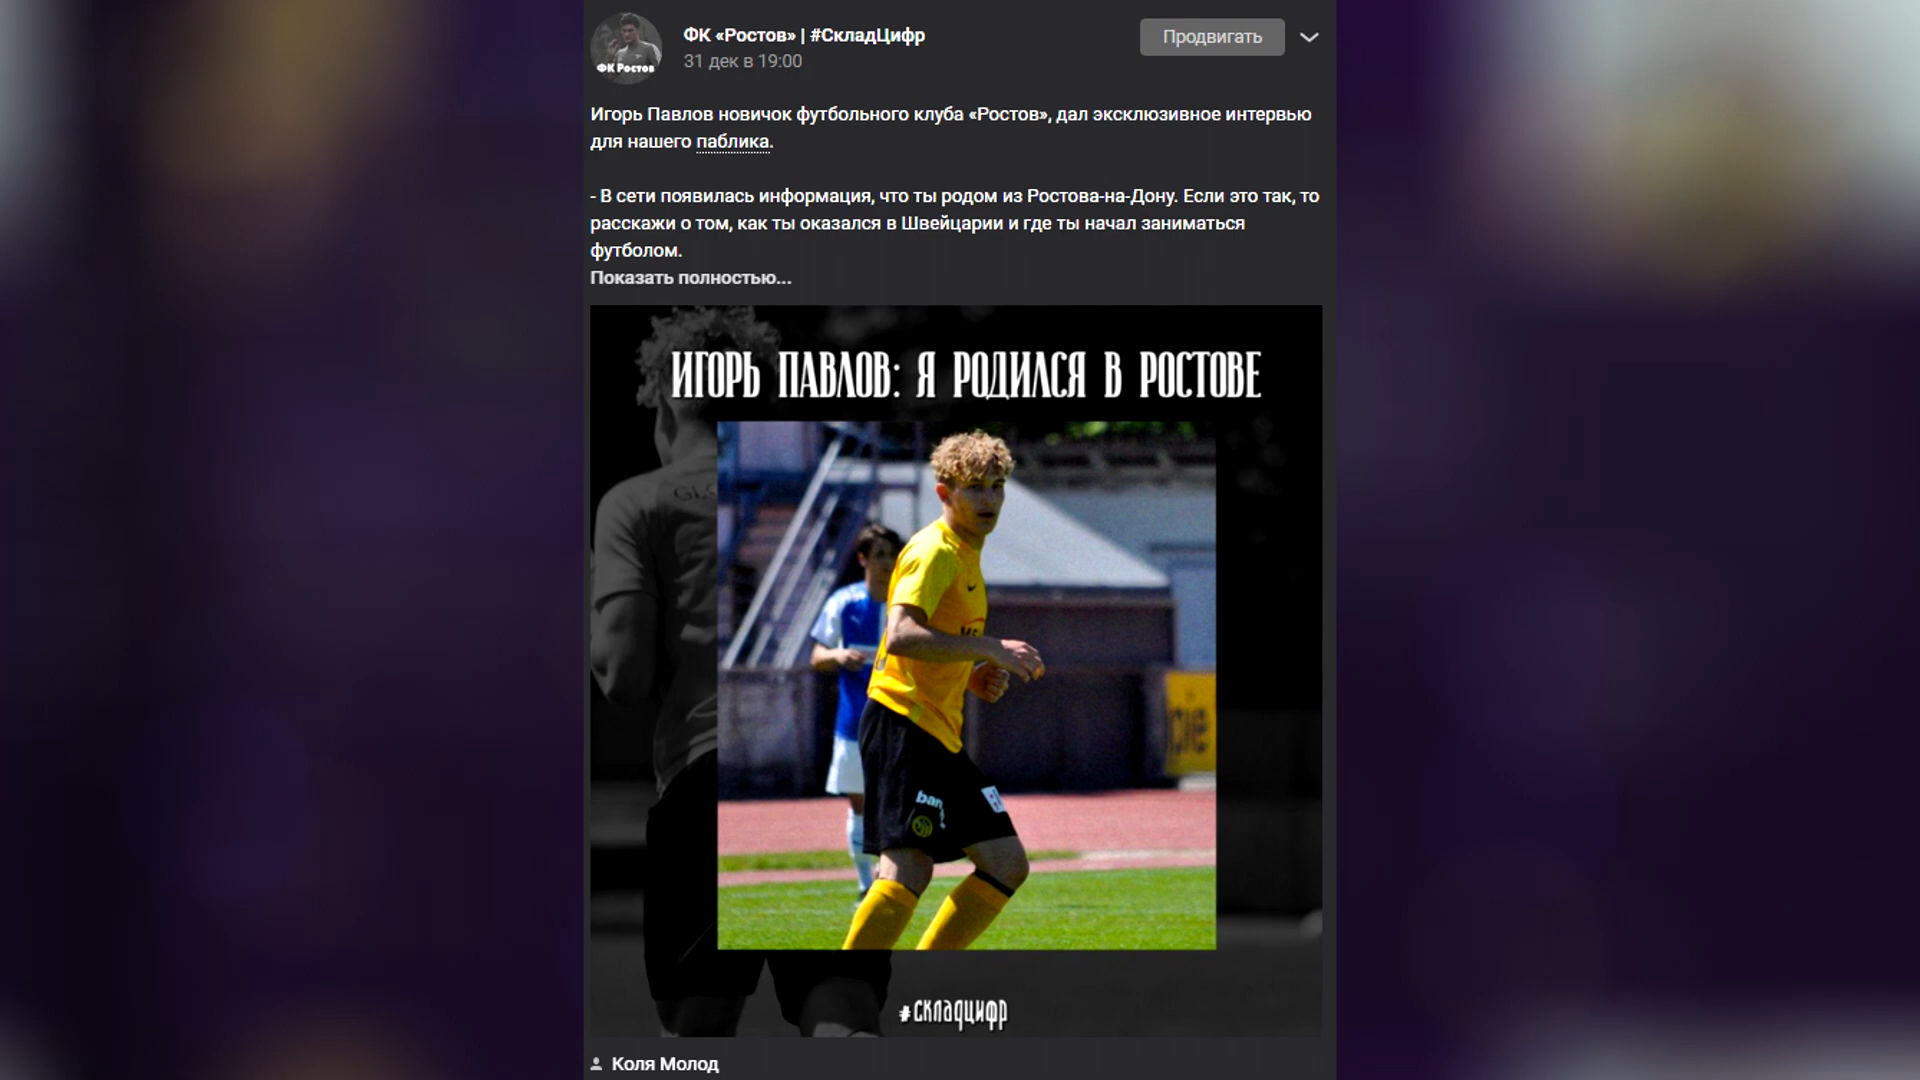 ФК «Ростов» | #СкладЦифр
31 дек в 19:00
Продвигать
ФК Ростов
Игорь Павлов новичок футбольного клуба «Ростов», дал эксклюзивное интервью
для нашего паблика.
- В сети появилась информация, что ты родом из Ростова-на-Дону. Если это так, то
расскажи о том, как ты оказался в Швейцарии и где ты начал заниматься
футболом.
Показать полностью...
ИГОРЬ ПАВЛОВ: Я РОДИЛСЯ В РОСТОВЕ
#складцифр
Коля Молод